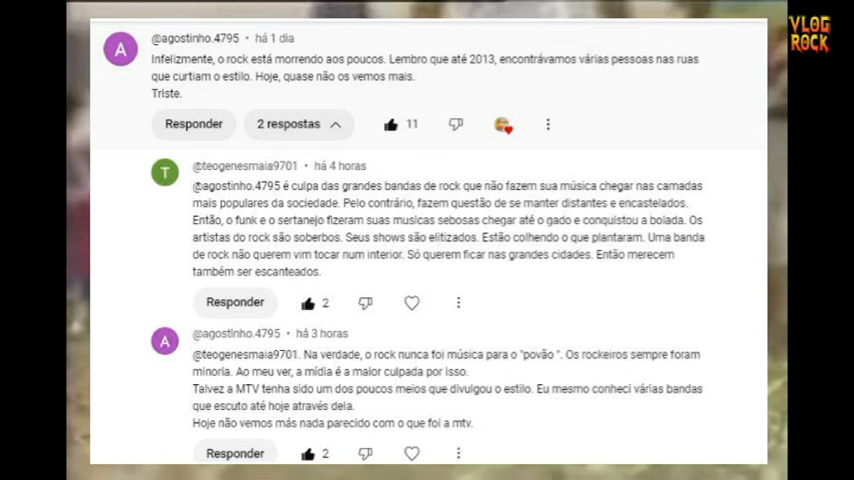 VLOG
ROCK
A
@agostinho.4795 • há 1 dia
Infelizmente, o rock está morrendo aos poucos. Lembro que até 2013, encontrávamos várias pessoas nas ruas
que curtiam o estilo. Hoje, quase não os vemos mais.
Triste.
Responder 2 respostas 11
T
@teogenesmaia9701 • há 4 horas
@agostinho.4795 é culpa das grandes bandas de rock que não fazem sua música chegar nas camadas
mais populares da sociedade. Pelo contrário, fazem questão de se manter distantes e encastelados.
Então, o funk e o sertanejo fizeram suas musicas sebosas chegar até o gado e conquistou a boiada. Os
artistas do rock são soberbos. Seus shows são elitizados. Estão colhendo o que plantaram. Uma banda
de rock não querem vim tocar num interior. Só querem ficar nas grandes cidades. Então merecem
também ser escanteados.
Responder 2
A
@agostinho.4795 • há 3 horas
@teogenesmaia9701. Na verdade, o rock nunca foi música para o "povão ". Os rockeiros sempre foram
minoria. Ao meu ver, a mídia é a maior culpada por isso.
Talvez a MTV tenha sido um dos poucos meios que divulgou o estilo. Eu mesmo conheci várias bandas
que escuto até hoje através dela.
Hoje não vemos más nada parecido com o que foi a mtv.
Responder 2